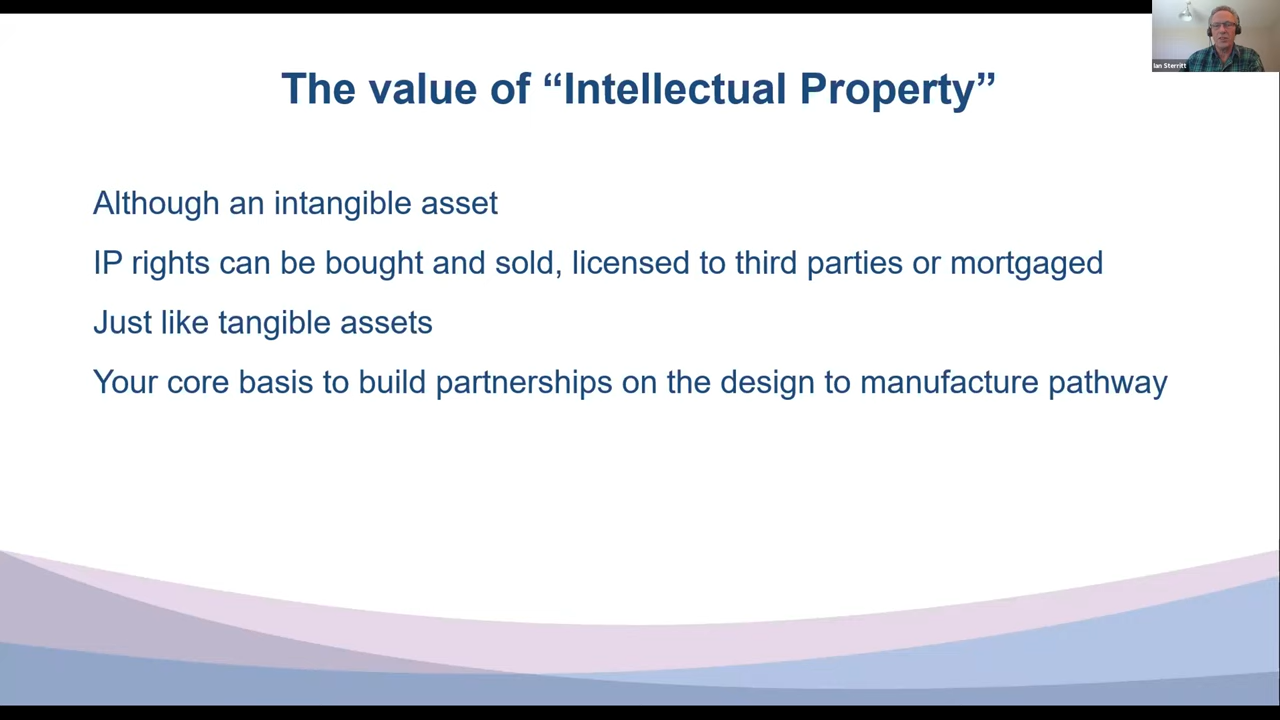 Ian Sterritt
The value of “Intellectual Property”
Although an intangible asset
IP rights can be bought and sold, licensed to third parties or mortgaged
Just like tangible assets
Your core basis to build partnerships on the design to manufacture pathway